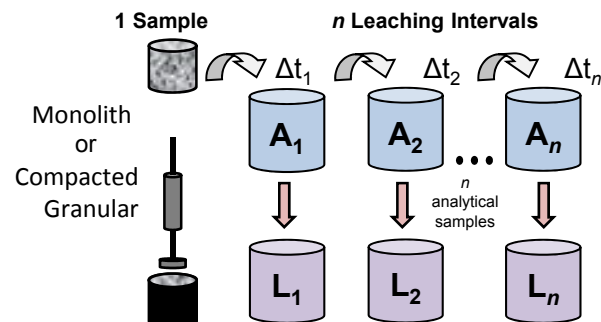 1 Sample
n Leaching Intervals
Δt1
Δt2
Δtn
Monolith
or
Compacted
Granular
A1
A2
An
n
analytical
samples
L1
L2
Ln